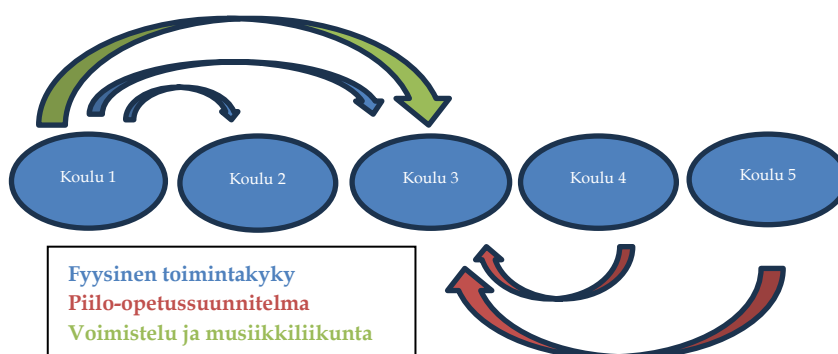 Koulu 1
Koulu 2
Koulu 3
Koulu 4
Koulu 5
Fyysinen toimintakyky
Piilo-opetussuunnitelma
Voimistelu ja musiikkiliikunta